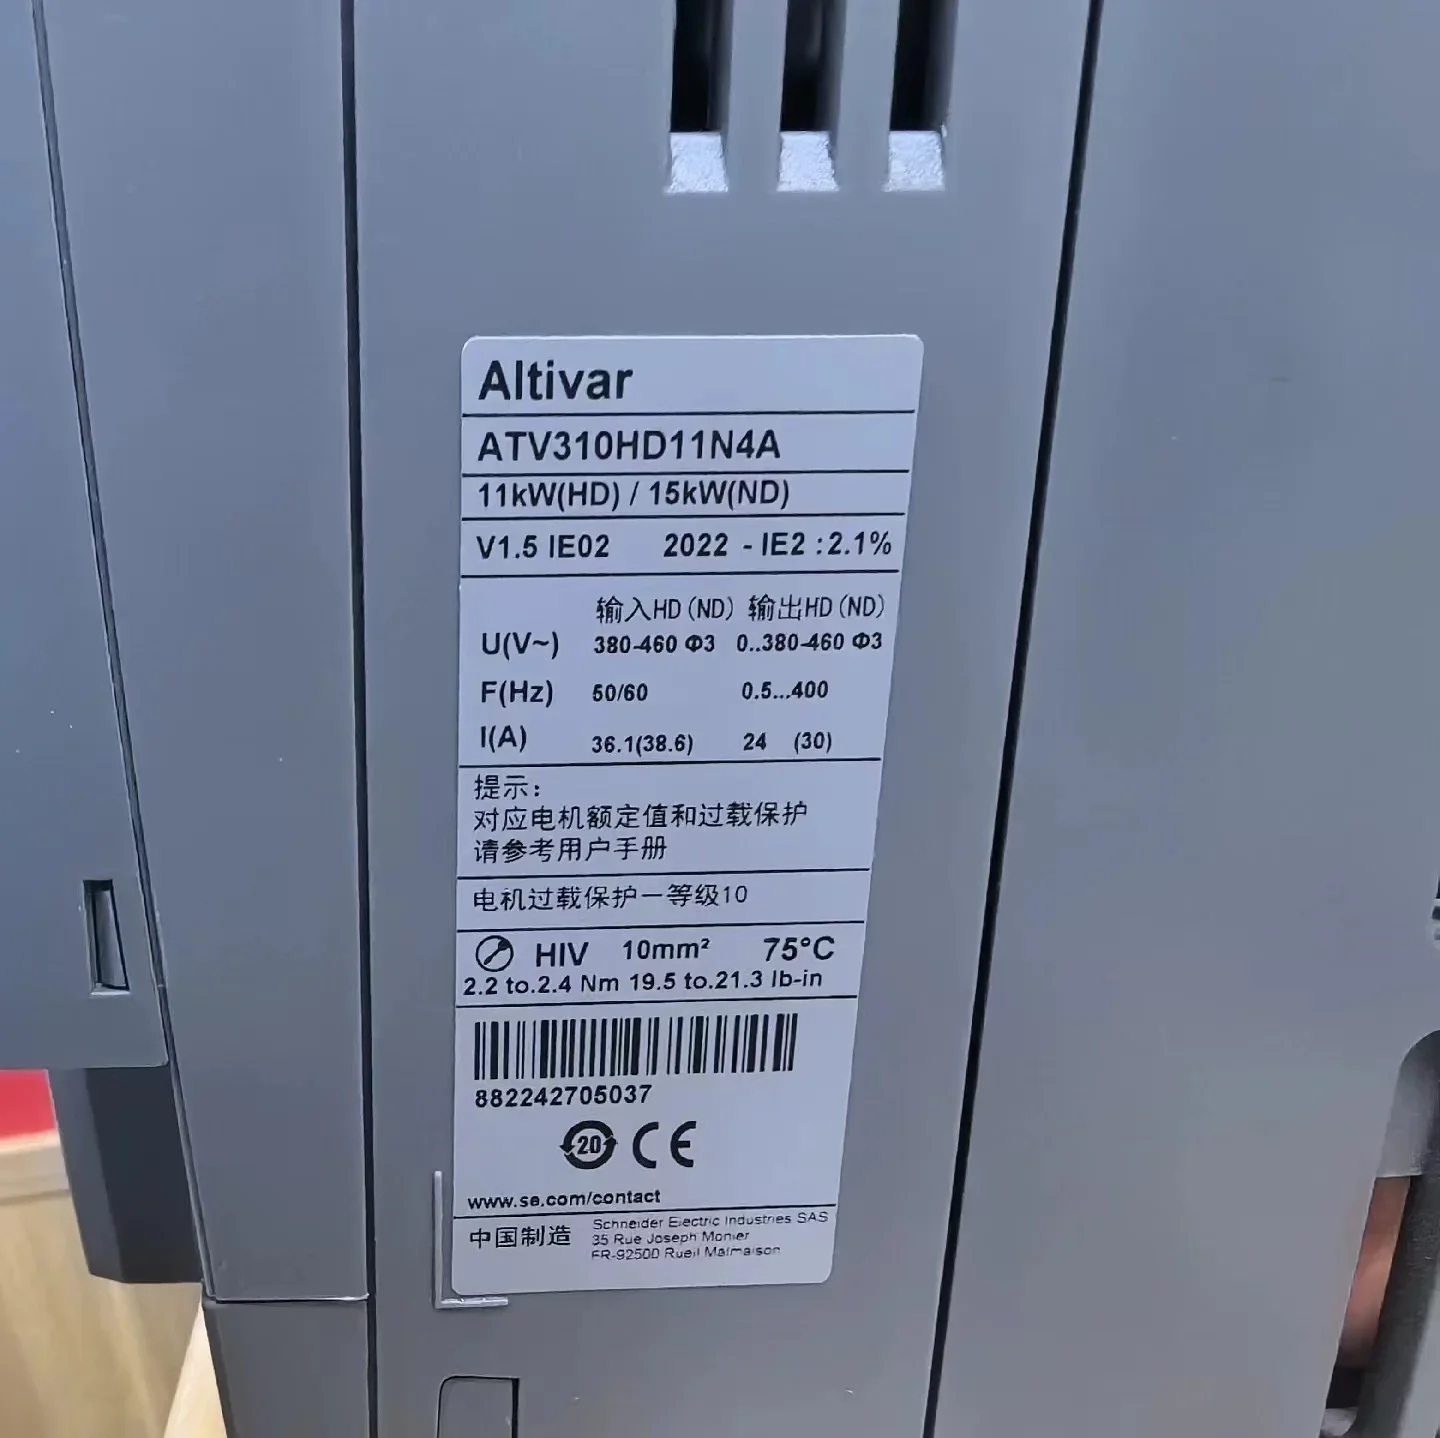 Altivar
ATV310HD11N4A
11kW(HD) / 15kW(ND)
V1.5 IE02 2022 - IE2 :2.1%
输入HD(ND) 输出HD(ND)
U(V~) 380-460 Φ3 0..380-460 Φ3
F(Hz) 50/60 0.5...400
I(A) 36.1(38.6) 24 (30)
提示:
对应电机额定值和过载保护
请参考用户手册
电机过载保护一等级10
HIV 10mm² 75°C
2.2 to.2.4 Nm 19.5 to.21.3 lb-in
882242705037
20 CE
www.se.com/contact
中国制造 Schneider Electric Industries SAS
35 Rue Joseph Monier
FR-92500 Rueil Malmaison